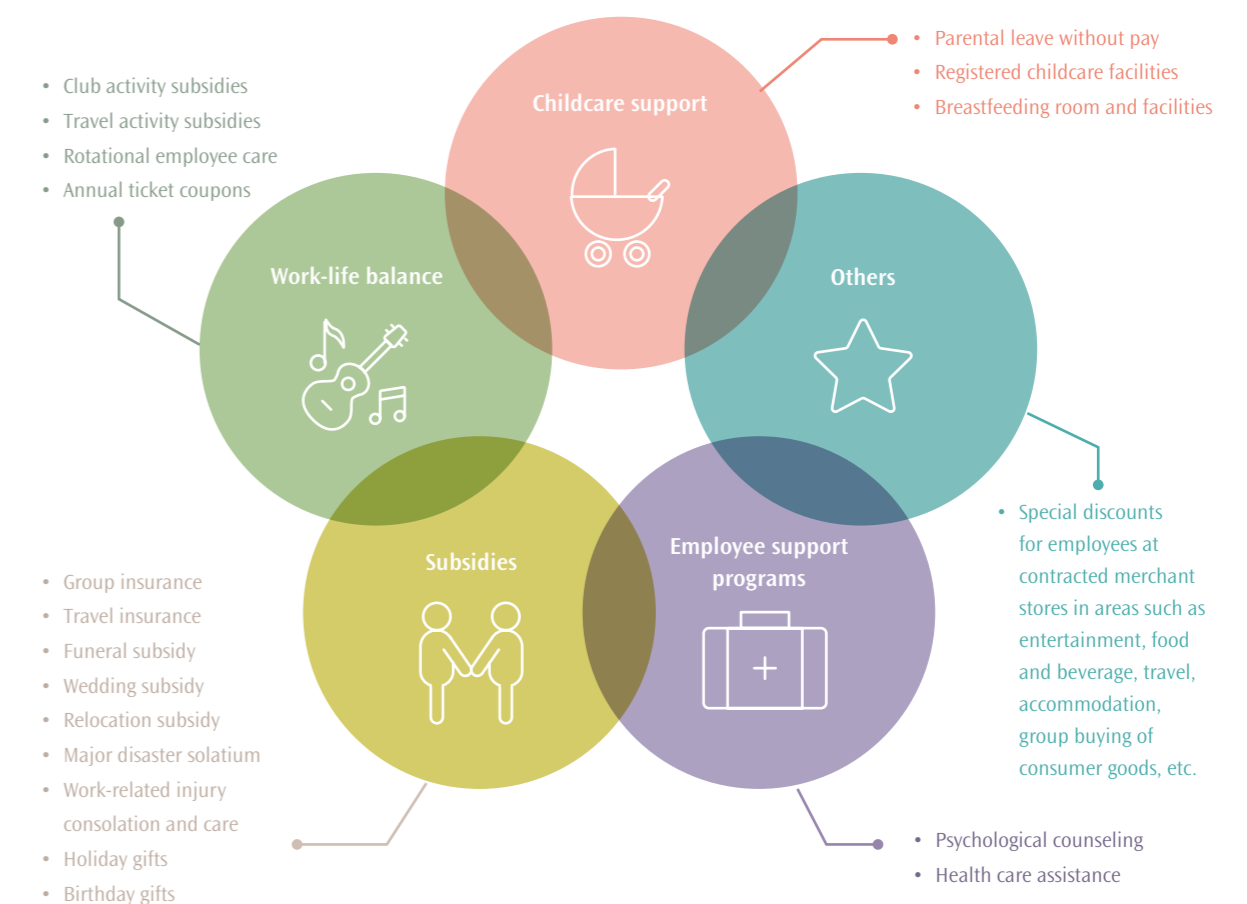 Childcare support
• Parental leave without pay
• Registered childcare facilities
• Breastfeeding room and facilities
• Club activity subsidies
• Travel activity subsidies
• Rotational employee care
• Annual ticket coupons
Work-life balance
Others
• Special discounts
for employees at
contracted merchant
stores in areas such as
entertainment, food
and beverage, travel,
accommodation,
group buying of
consumer goods, etc.
Subsidies
• Group insurance
• Travel insurance
• Funeral subsidy
• Wedding subsidy
• Relocation subsidy
• Major disaster solatium
• Work-related injury
consolation and care
• Holiday gifts
• Birthday gifts
Employee support
programs
• Psychological counseling
• Health care assistance